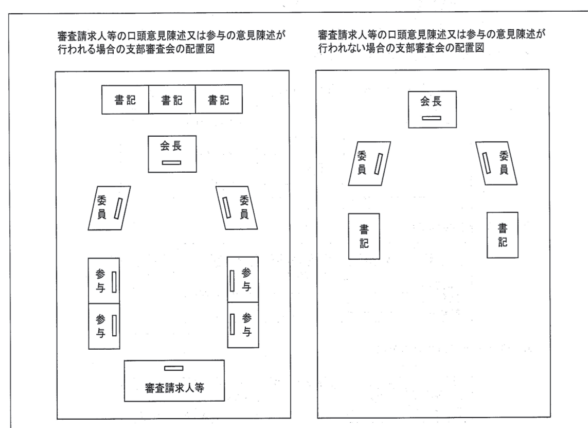 審査請求人等の口頭意見陳述又は参与の意見陳述が
行われる場合の支部審査会の配置図
書記 書記 書記
会長
委員 委員
参与 参与
参与 参与
審査請求人等
審査請求人等の口頭意見陳述又は参与の意見陳述が
行われない場合の支部審査会の配置図
会長
委員 委員
書記 書記